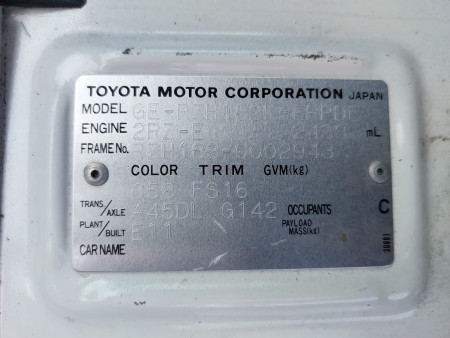 TOYOTA MOTOR CORPORATION JAPAN
MODEL
ENGINE 2RZ-E mL
FRAME No.
COLOR TRIM GVM(kg)
058 FS16
TRANS/AXLE A45DL G142 OCCUPANTS C
PLANT/BUILT E11 PAYLOAD MASS(kg)
CAR NAME